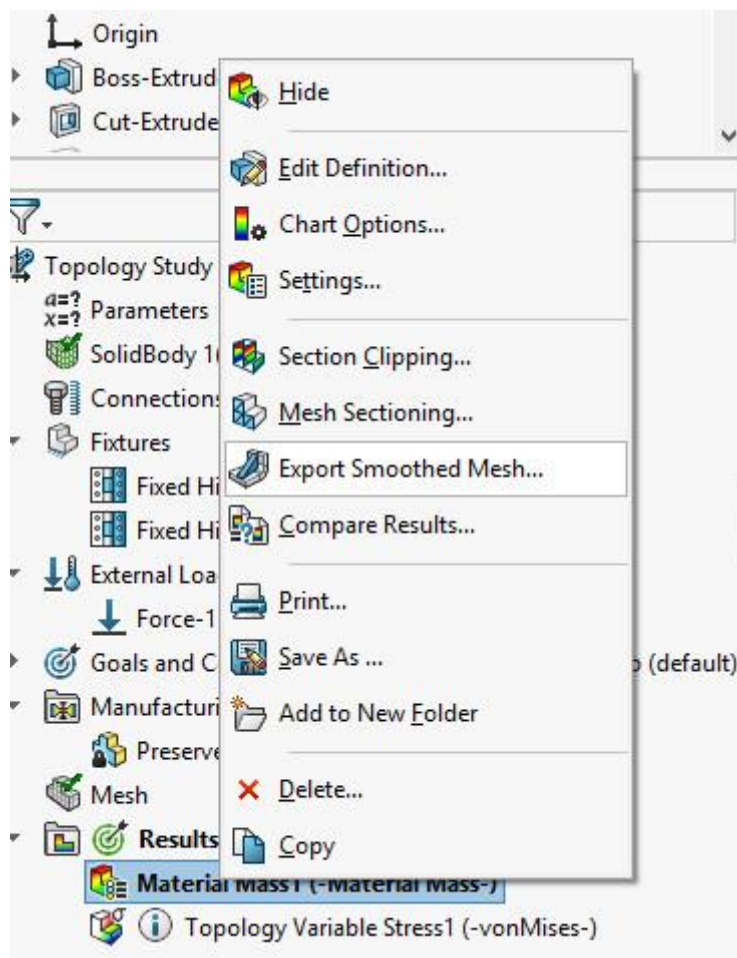 Origin
Boss-Extrud
Cut-Extrude
Hide
Edit Definition...
Chart Options...
Settings...
Section Clipping...
Mesh Sectioning...
Export Smoothed Mesh...
Compare Results...
Print...
Save As ...
Add to New Folder
Delete...
Copy
Topology Study
a=?
x=?
Parameters
SolidBody 1(
Connections
Fixtures
Fixed Hi
Fixed Hi
External Loa
Force-1
Goals and C
(default)
Manufacturi
Preserve
Mesh
Results
Material Mass1 (-Material Mass-)
Topology Variable Stress1 (-vonMises-)